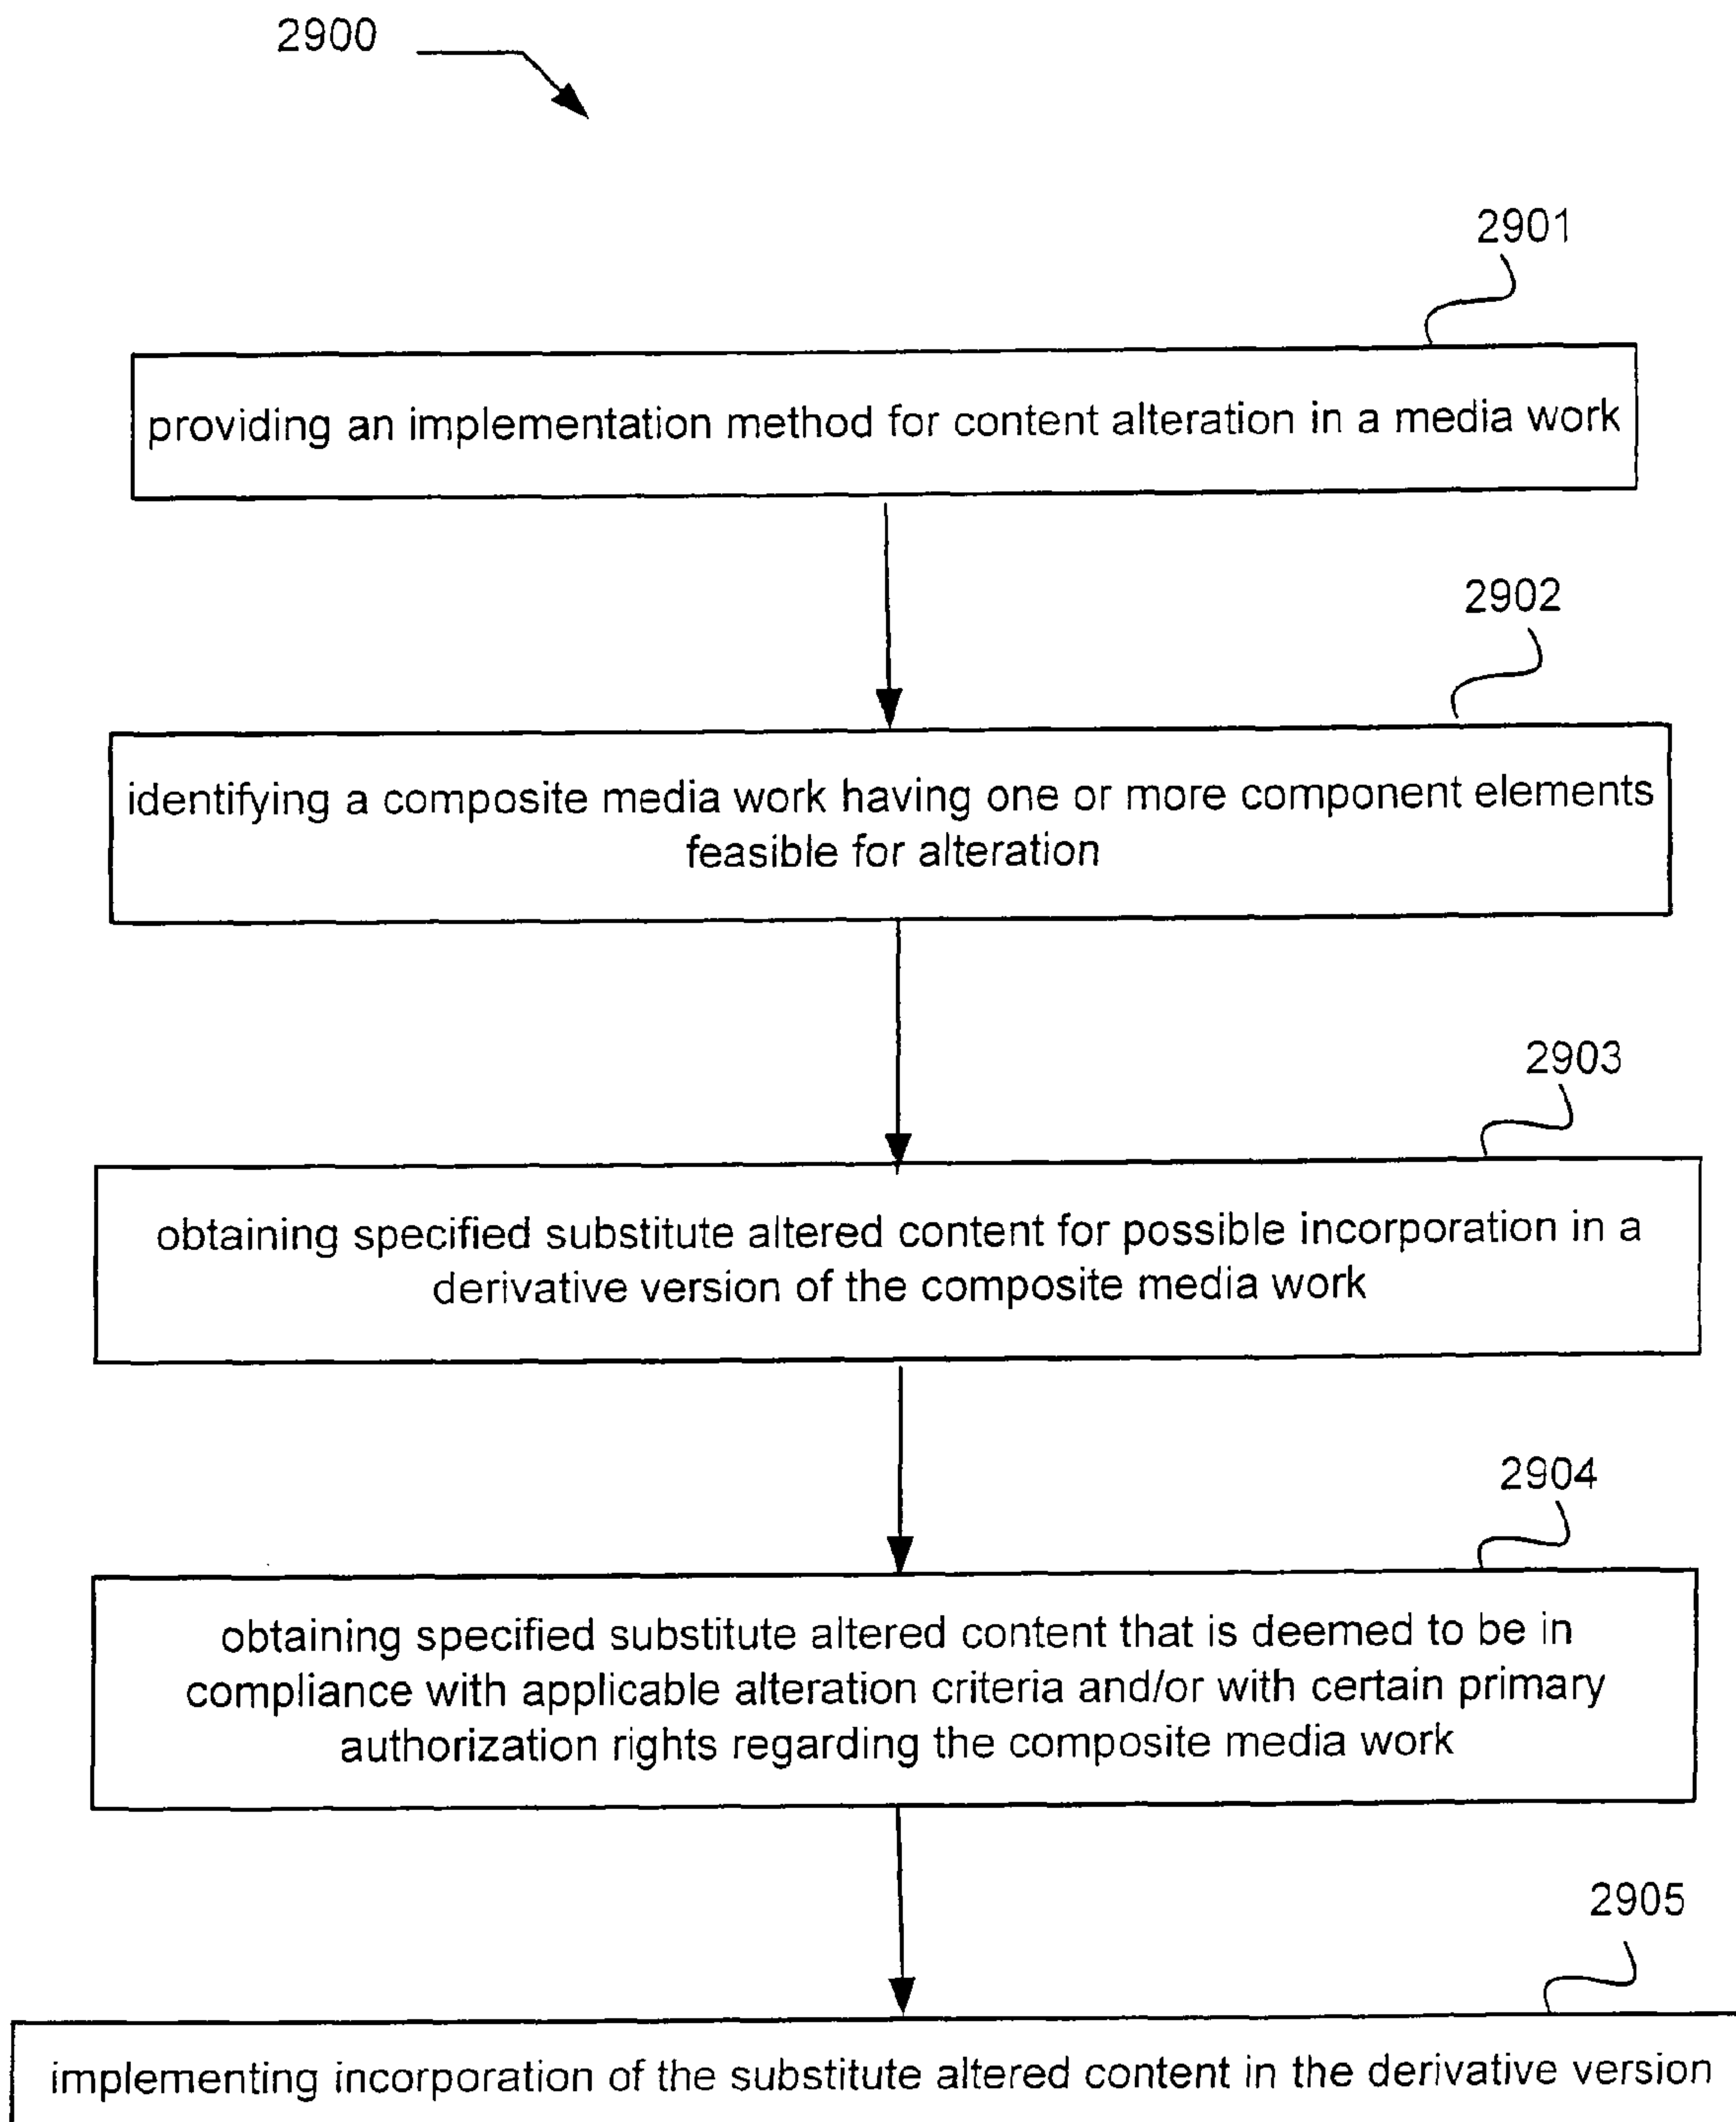 2900
2901
providing an implementation method for content alteration in a media work
2902
identifying a composite media work having one or more component elements
feasible for alteration
2903
obtaining specified substitute altered content for possible incorporation in a
derivative version of the composite media work
2904
obtaining specified substitute altered content that is deemed to be in
compliance with applicable alteration criteria and/or with certain primary
authorization rights regarding the composite media work
2905
implementing incorporation of the substitute altered content in the derivative version